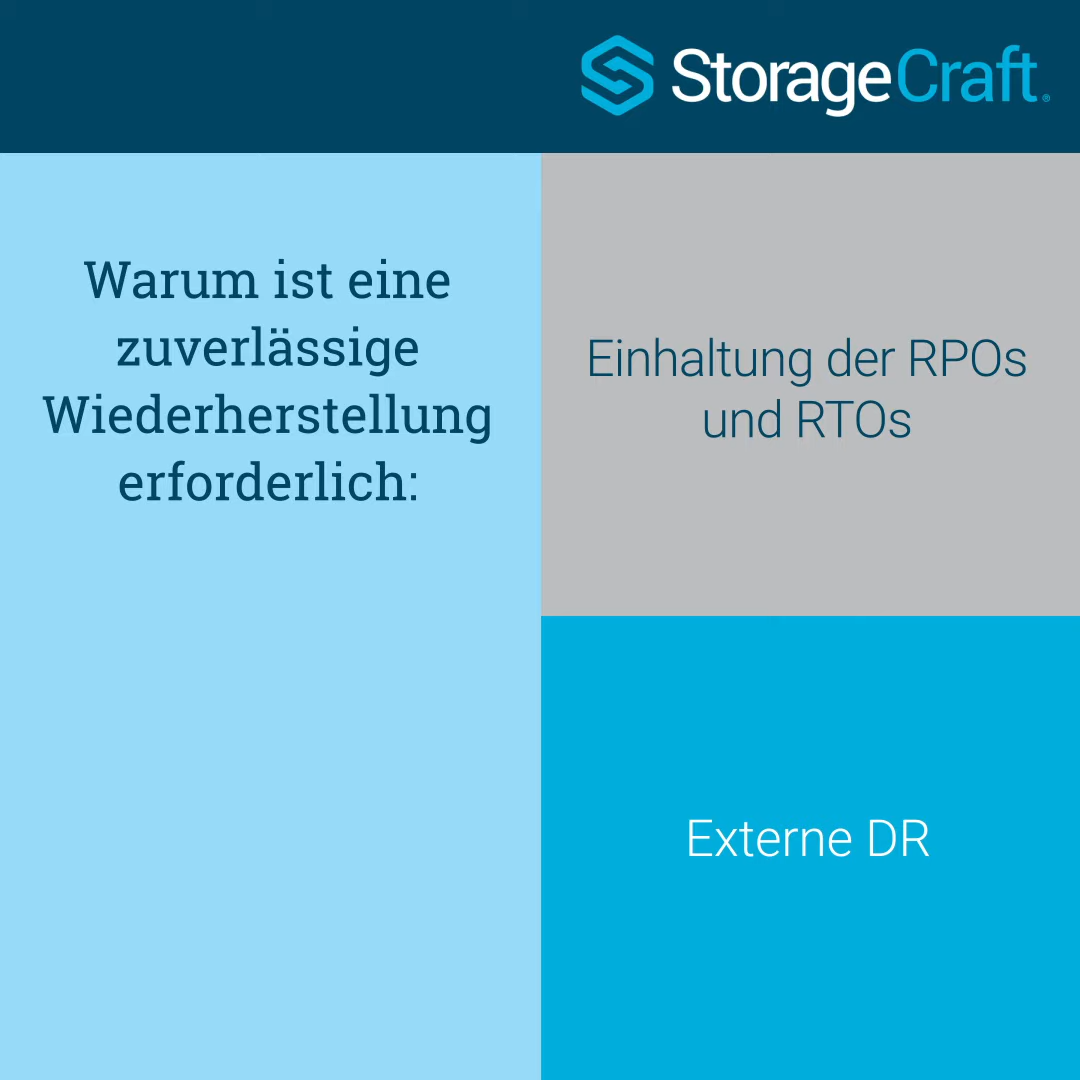 StorageCraft®
Warum ist eine
zuverlässige
Wiederherstellung
erforderlich:
Einhaltung der RPOs
und RTOs
Externe DR